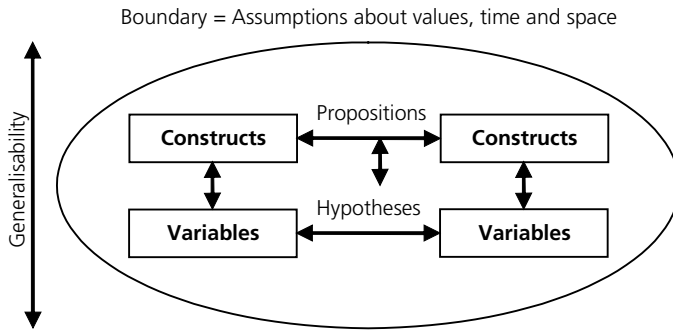 Boundary = Assumptions about values, time and space
Generalisability
Propositions
Constructs
Constructs
Hypotheses
Variables
Variables